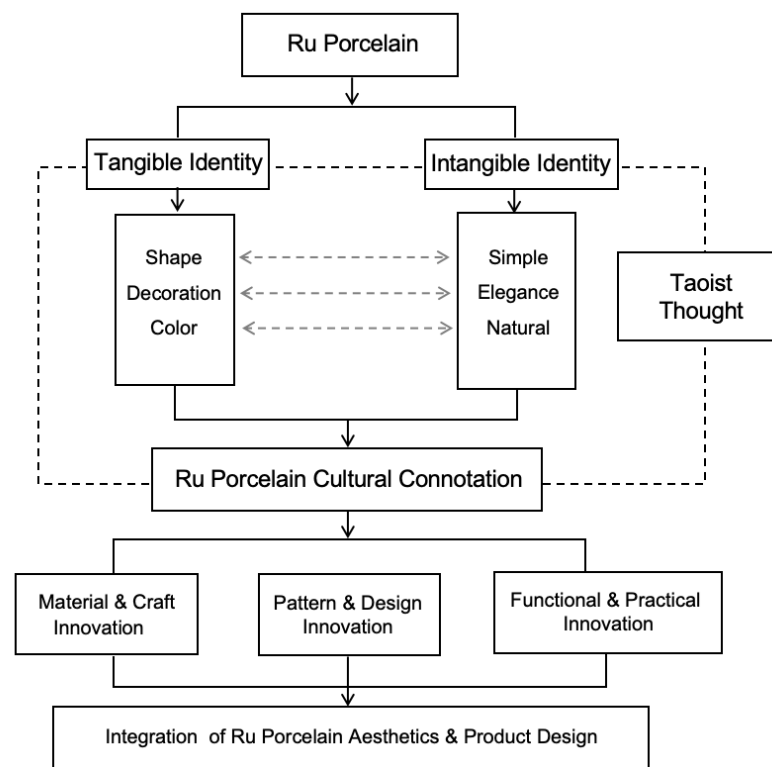 Ru Porcelain
Tangible Identity
Intangible Identity
Shape
Decoration
Color
Simple
Elegance
Natural
Taoist
Thought
Ru Porcelain Cultural Connotation
Material & Craft
Innovation
Pattern & Design
Innovation
Functional & Practical
Innovation
Integration of Ru Porcelain Aesthetics & Product Design